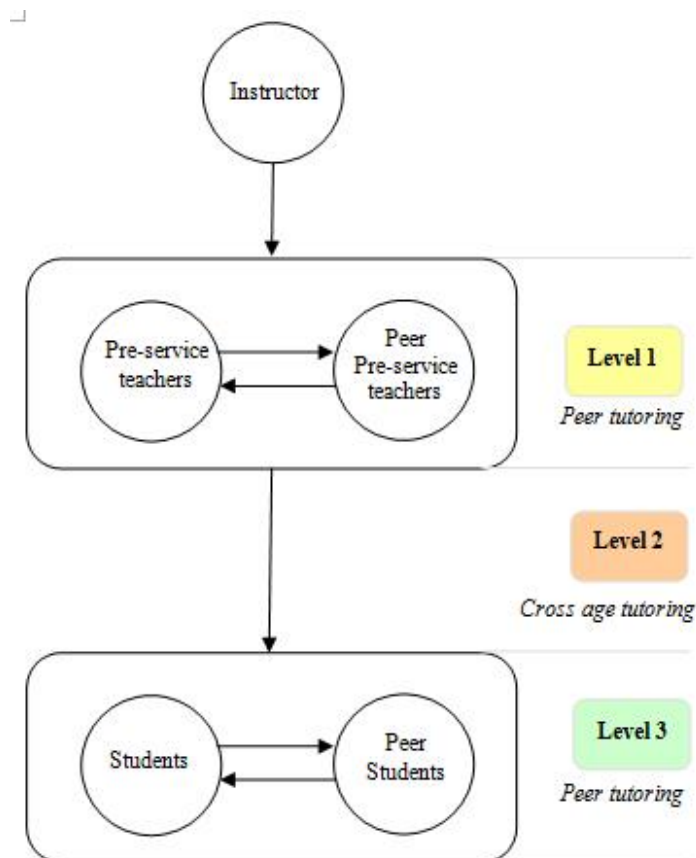 Instructor
Pre-service
teachers
Peer
Pre-service
teachers
Level 1
Peer tutoring
Level 2
Cross age tutoring
Students
Peer
Students
Level 3
Peer tutoring